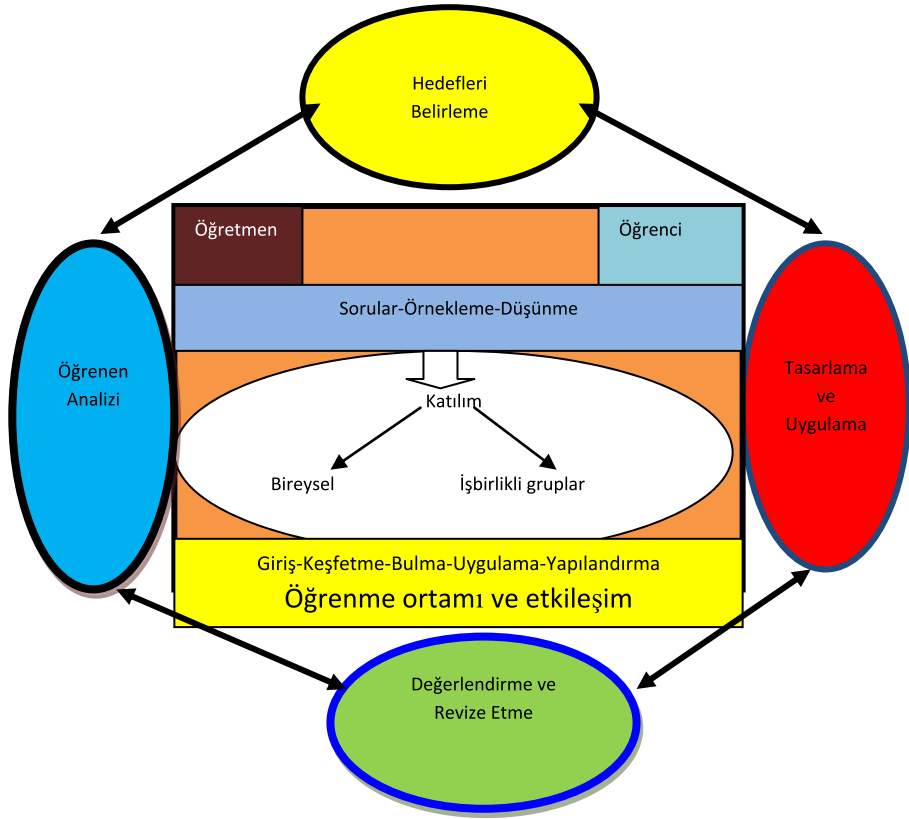 Hedefleri
Belirleme
Öğretmen
Öğrenci
Sorular-Örnekleme-Düşünme
Öğrenen
Analizi
Tasarlama
ve
Uygulama
Katılım
Bireysel
İşbirlikli gruplar
Giriş-Keşfetme-Bulma-Uygulama-Yapılandırma
Öğrenme ortamı ve etkileşim
Değerlendirme ve
Revize Etme